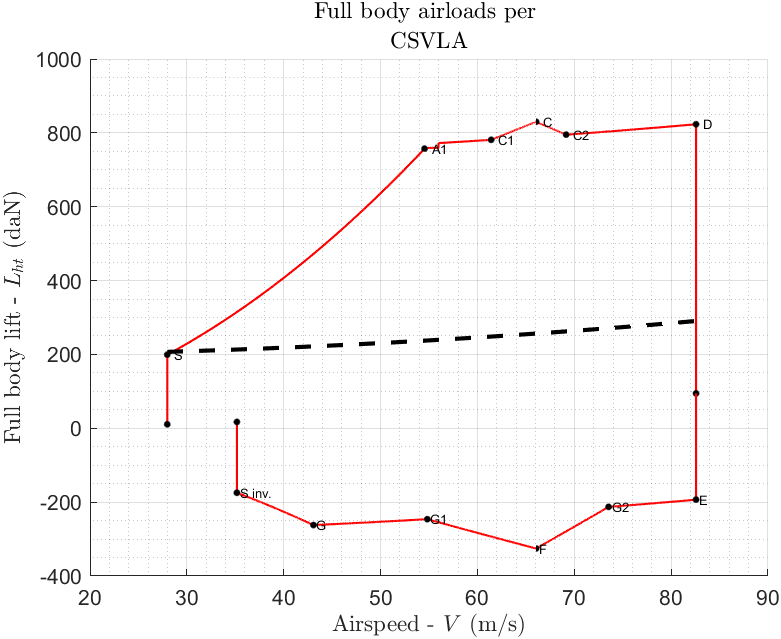 Full body airloads per
CSVLA
Full body lift - L_ht (daN)
1000
800
600
400
200
0
-200
-400
20 30 40 50 60 70 80 90
Airspeed - V (m/s)
C
D
C2
C1
A1
S
S inv.
G
G1
F
G2
E